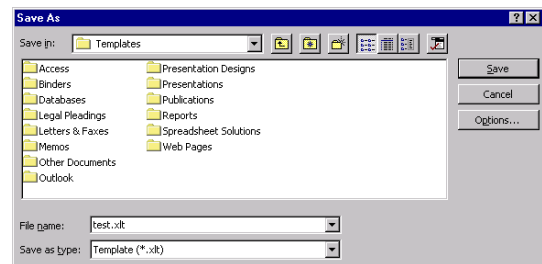 Save As
Save in: Templates
Access
Binders
Databases
Legal Pleadings
Letters & Faxes
Memos
Other Documents
Outlook
Presentation Designs
Presentations
Publications
Reports
Spreadsheet Solutions
Web Pages
Save
Cancel
Options...
File name: test.xlt
Save as type: Template (*.xlt)